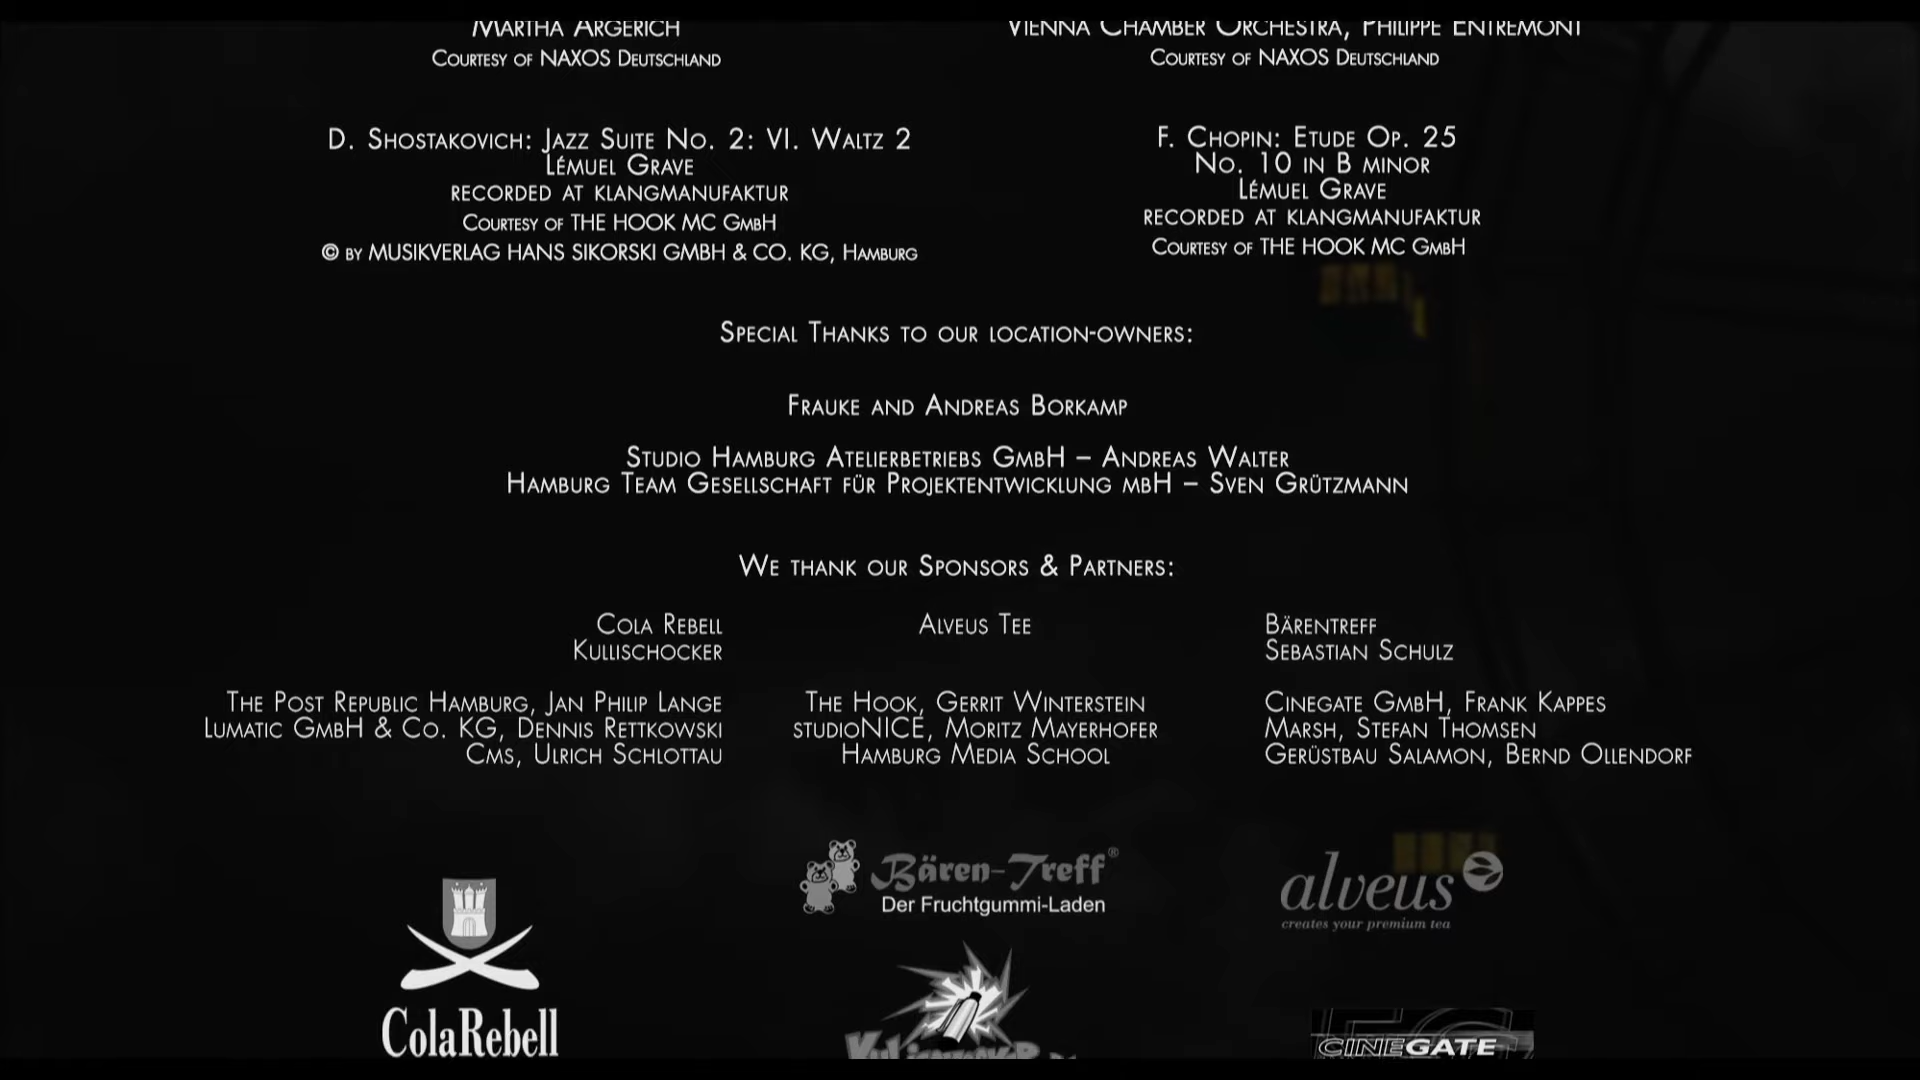 MARTHA ARGERICH
COURTESY OF NAXOS DEUTSCHLAND
VIENNA CHAMBER ORCHESTRA, PHILIPPE ENTREMONT
COURTESY OF NAXOS DEUTSCHLAND
D. SHOSTAKOVICH: JAZZ SUITE NO. 2: VI. WALTZ 2
LÉMUEL GRAVE
RECORDED AT KLANGMANUFAKTUR
COURTESY OF THE HOOK MC GMBH
© BY MUSIKVERLAG HANS SIKORSKI GMBH & CO. KG, HAMBURG
F. CHOPIN: ETUDE OP. 25
NO. 10 IN B MINOR
LÉMUEL GRAVE
RECORDED AT KLANGMANUFAKTUR
COURTESY OF THE HOOK MC GMBH
SPECIAL THANKS TO OUR LOCATION-OWNERS:
FRAUKE AND ANDREAS BORKAMP
STUDIO HAMBURG ATELIERBETRIEBS GMBH – ANDREAS WALTER
HAMBURG TEAM GESELLSCHAFT FÜR PROJEKTENTWICKLUNG MBH – SVEN GRÜTZMANN
WE THANK OUR SPONSORS & PARTNERS:
COLA REBELL
KULLISCHOCKER
ALVEUS TEE
BÄRENTREFF
SEBASTIAN SCHULZ
THE POST REPUBLIC HAMBURG, JAN PHILIP LANGE
LUMATIC GMBH & CO. KG, DENNIS RETTKOWSKI
CMS, ULRICH SCHLOTTAU
THE HOOK, GERRIT WINTERSTEIN
STUDIONICE, MORITZ MAYERHOFER
HAMBURG MEDIA SCHOOL
CINEGATE GMBH, FRANK KAPPES
MARSH, STEFAN THOMSEN
GERÜSTBAU SALAMON, BERND OLLENDORF
Bären-Treff®
Der Fruchtgummi-Laden
alveus
creates your premium tea
ColaRebell
CINEGATE